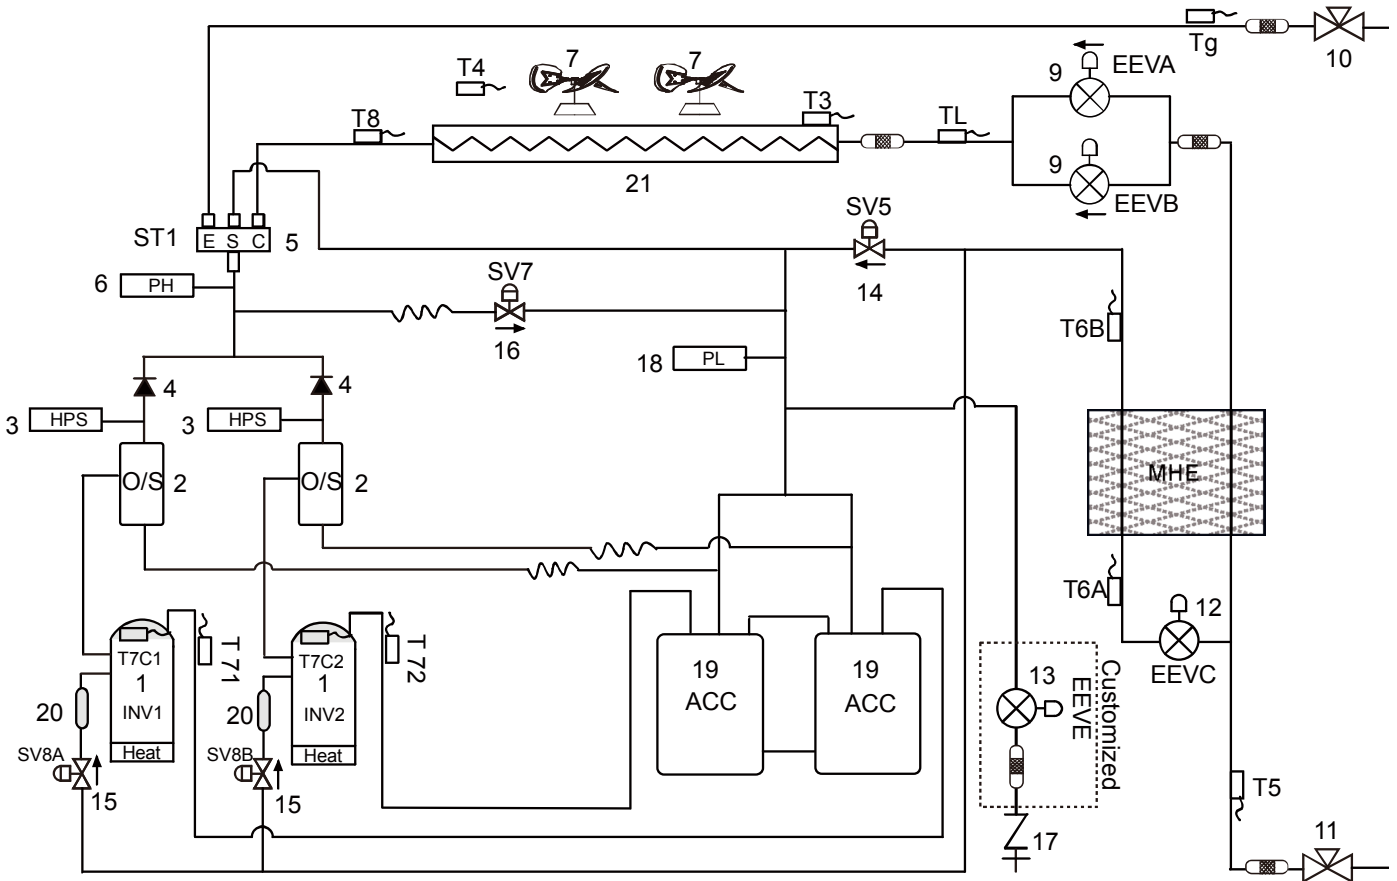 Tg
10
T4
7
7
9
EEVA
T8
T3
TL
21
9
EEVB
ST1
E S C
5
SV5
14
6
PH
SV7
16
T6B
18
PL
4
4
3
HPS
3
HPS
MHE
O/S
2
O/S
2
T6A
12
EEVC
T7C1
1
INV1
Heat
T 71
T7C2
1
INV2
Heat
T 72
19
ACC
19
ACC
13
EEVE
Customized
20
20
SV8A
15
SV8B
15
T5
17
11